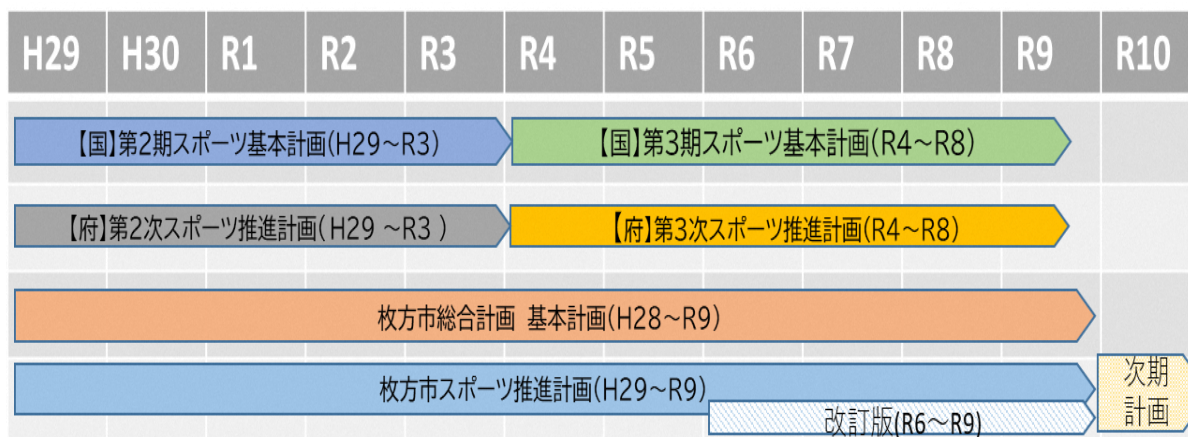 H29 H30 R1 R2 R3 R4 R5 R6 R7 R8 R9 R10
【国】第2期スポーツ基本計画(H29～R3) 【国】第3期スポーツ基本計画(R4～R8)
【府】第2次スポーツ推進計画(H29 ～R3 ) 【府】第3次スポーツ推進計画(R4～R8)
枚方市総合計画 基本計画(H28～R9)
枚方市スポーツ推進計画(H29～R9)
改訂版(R6～R9)
次期
計画